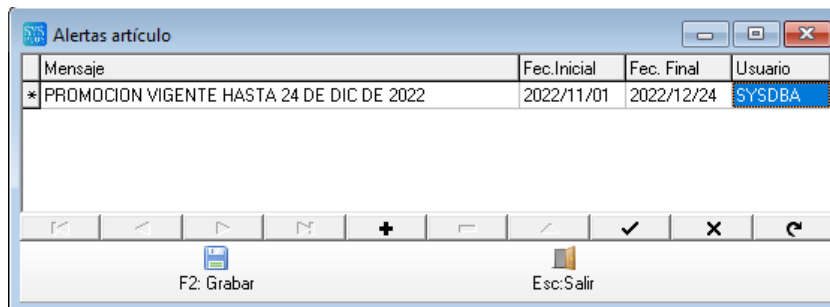 Alertas artículo
Mensaje Fec.Inicial Fec. Final Usuario
* PROMOCION VIGENTE HASTA 24 DE DIC DE 2022 2022/11/01 2022/12/24 SYSDBA
F2: Grabar Esc:Salir